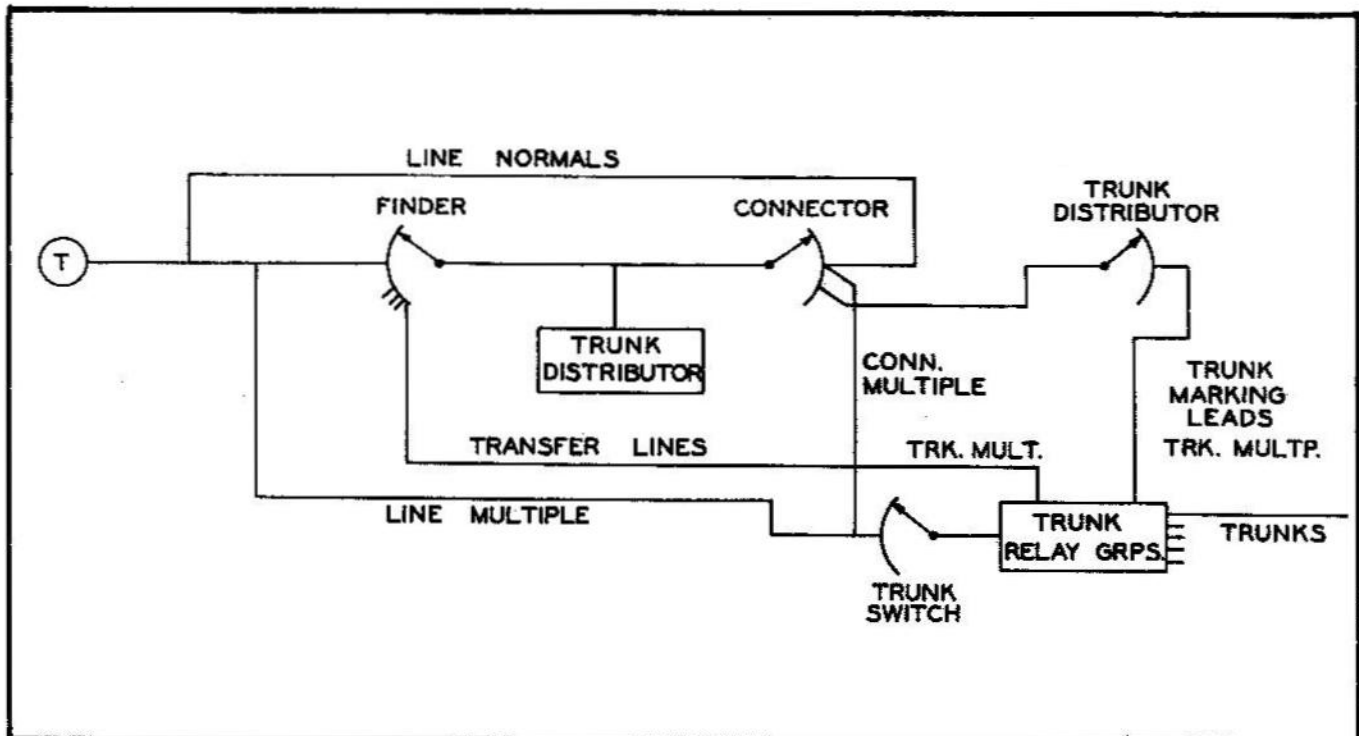 LINE NORMALS
FINDER
CONNECTOR
TRUNK
DISTRIBUTOR
T
TRUNK
DISTRIBUTOR
CONN.
MULTIPLE
TRUNK
MARKING
LEADS
TRK. MULTP.
TRANSFER LINES
TRK. MULT.
LINE MULTIPLE
TRUNK
RELAY GRPS.
TRUNKS
TRUNK
SWITCH